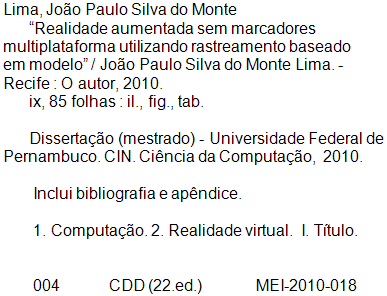 Lima, João Paulo Silva do Monte
“Realidade aumentada sem marcadores
multiplataforma utilizando rastreamento baseado
em modelo” / João Paulo Silva do Monte Lima. -
Recife : O autor, 2010.
ix, 85 folhas : il., fig., tab.
Dissertação (mestrado) - Universidade Federal de
Pernambuco. CIN. Ciência da Computação, 2010.
Inclui bibliografia e apêndice.
1. Computação. 2. Realidade virtual. I. Título.
004 CDD (22.ed.) MEI-2010-018